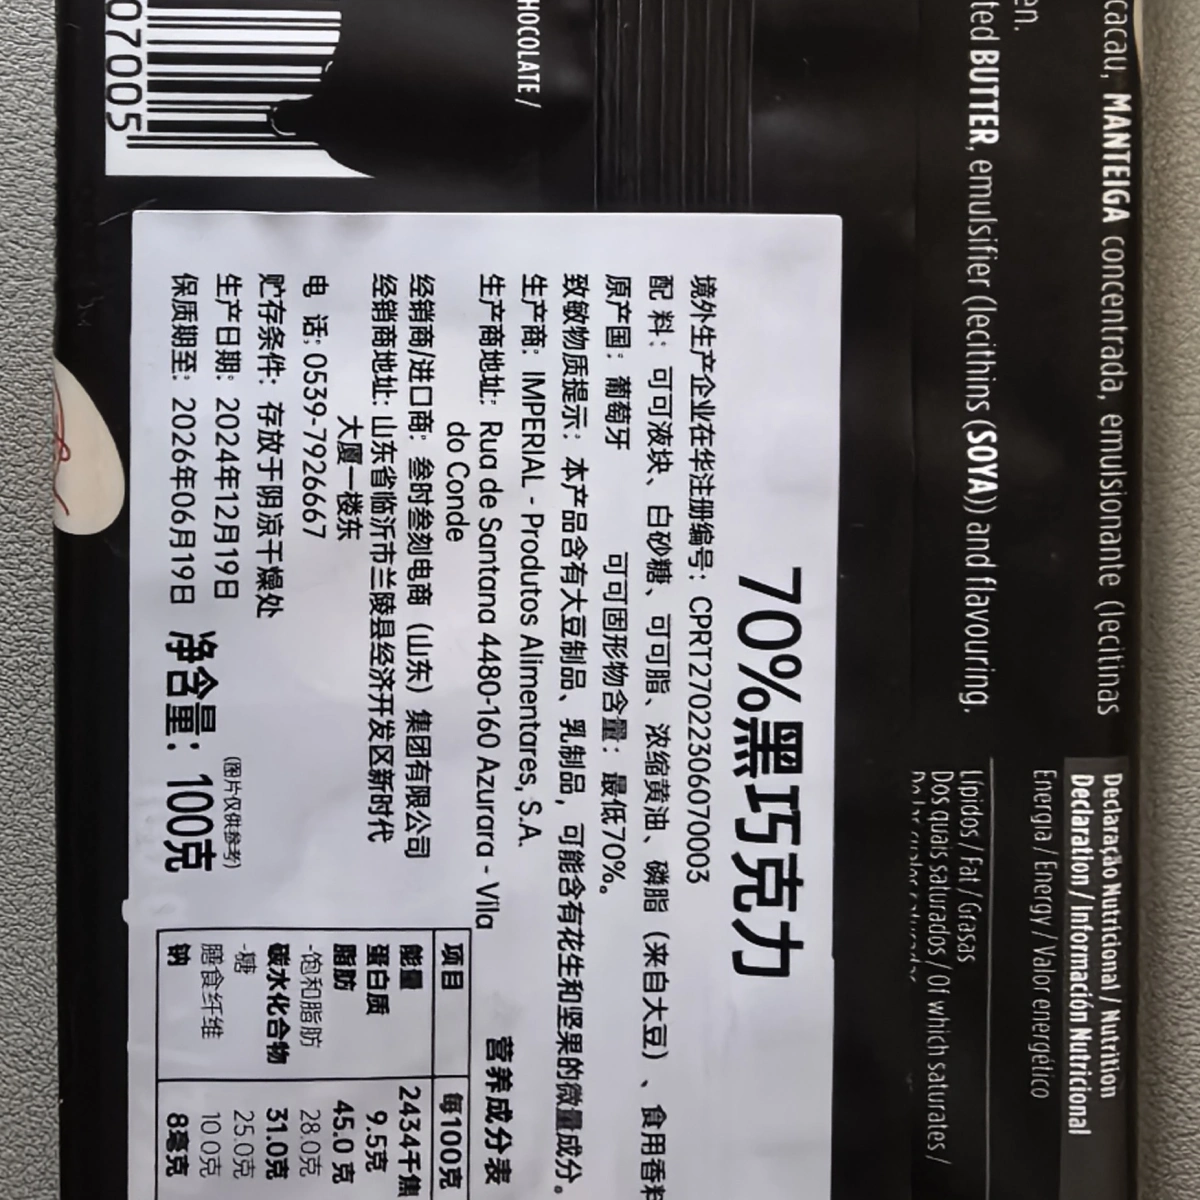 07005
HOCOLATE /
cacau, MANTEIGA concentrada, emulsionante (lecitinas
en.
ted BUTTER, emulsifier (lecithins (SOYA)) and flavouring.
Declaração Nutricional / Nutrition
Declaration / Información Nutricional
Energia / Energy / Valor energético
Lípidos / Fat / Grasas
Dos quais saturados / Of which saturates /
70%黑巧克力
境外生产企业在华注册编号：CPRT27022306070003
配 料：可可液块、白砂糖、可可脂、浓缩黄油、磷脂（来自大豆）、食用香料
原产国：葡萄牙 可可固形物含量：最低70%。
致敏物质提示：本产品含有大豆制品、乳制品，可能含有花生和坚果的微量成分。
生产商：IMPERIAL - Produtos Alimentares, S.A.
生产商地址：Rua de Santana 4480-160 Azurara - Vila
do Conde
经销商/进口商：叁时叁刻电商（山东）集团有限公司
经销商地址：山东省临沂市兰陵县经济开发区新时代
大厦一楼东
电 话：0539-7926667
贮存条件：存放于阴凉干燥处
生产日期：2024年12月19日
保质期至：2026年06月19日
(图片仅供参考)
净含量：100克
营养成分表
项目 每100克
能量 2434千焦
蛋白质 9.5克
脂肪 45.0 克
-饱和脂肪 28.0克
碳水化合物 31.0克
-糖 25.0克
膳食纤维 10.0克
钠 8毫克